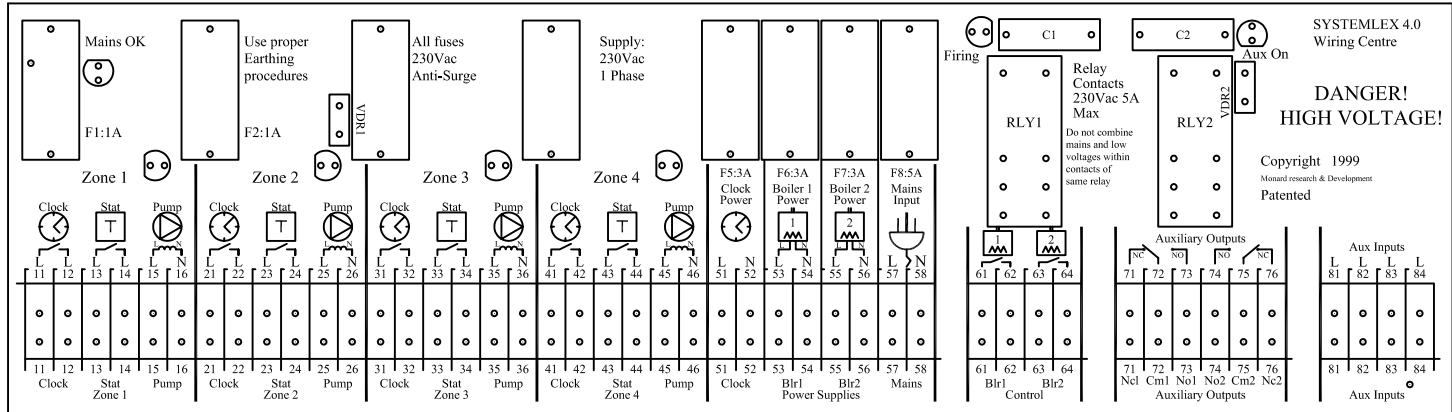 Mains OK
F1:1A
Use proper
Earthing
procedures
F2:1A
VDR1
All fuses
230Vac
Anti-Surge
Supply:
230Vac
1 Phase
Firing
C1
C2
Aux On
SYSTEMLEX 4.0
Wiring Centre
Relay
Contacts
230Vac 5A
Max
Do not combine
mains and low
voltages within
contacts of
same relay
RLY1
RLY2
VDR2
DANGER!
HIGH VOLTAGE!
Copyright 1999
Monard research & Development
Patented
Zone 1 Zone 2 Zone 3 Zone 4
F5:3A
Clock
Power
F6:3A
Boiler 1
Power
F7:3A
Boiler 2
Power
F8:5A
Mains
Input
Clock Stat Pump Clock Stat Pump Clock Stat Pump Clock Stat Pump
T T T T 1 2
L N L N L N L N L N L N
1 2
Auxiliary Outputs
Aux Inputs
NC NO NO NC
L L L L L N L L L L L N L L L L L N L L L L L N L N L N L N L N L L L L
11 12 13 14 15 16 21 22 23 24 25 26 31 32 33 34 35 36 41 42 43 44 45 46 51 52 53 54 55 56 57 58 61 62 63 64 71 72 73 74 75 76 81 82 83 84
11 12 13 14 15 16 21 22 23 24 25 26 31 32 33 34 35 36 41 42 43 44 45 46 51 52 53 54 55 56 57 58 61 62 63 64 71 72 73 74 75 76 81 82 83 84
Clock Stat Pump Clock Stat Pump Clock Stat Pump Clock Stat Pump Clock Blr1 Blr2 Mains Blr1 Blr2 Ncl Cm1 No1 No2 Cm2 Nc2
Zone 1 Zone 2 Zone 3 Zone 4 Power Supplies Control Auxiliary Outputs Aux Inputs